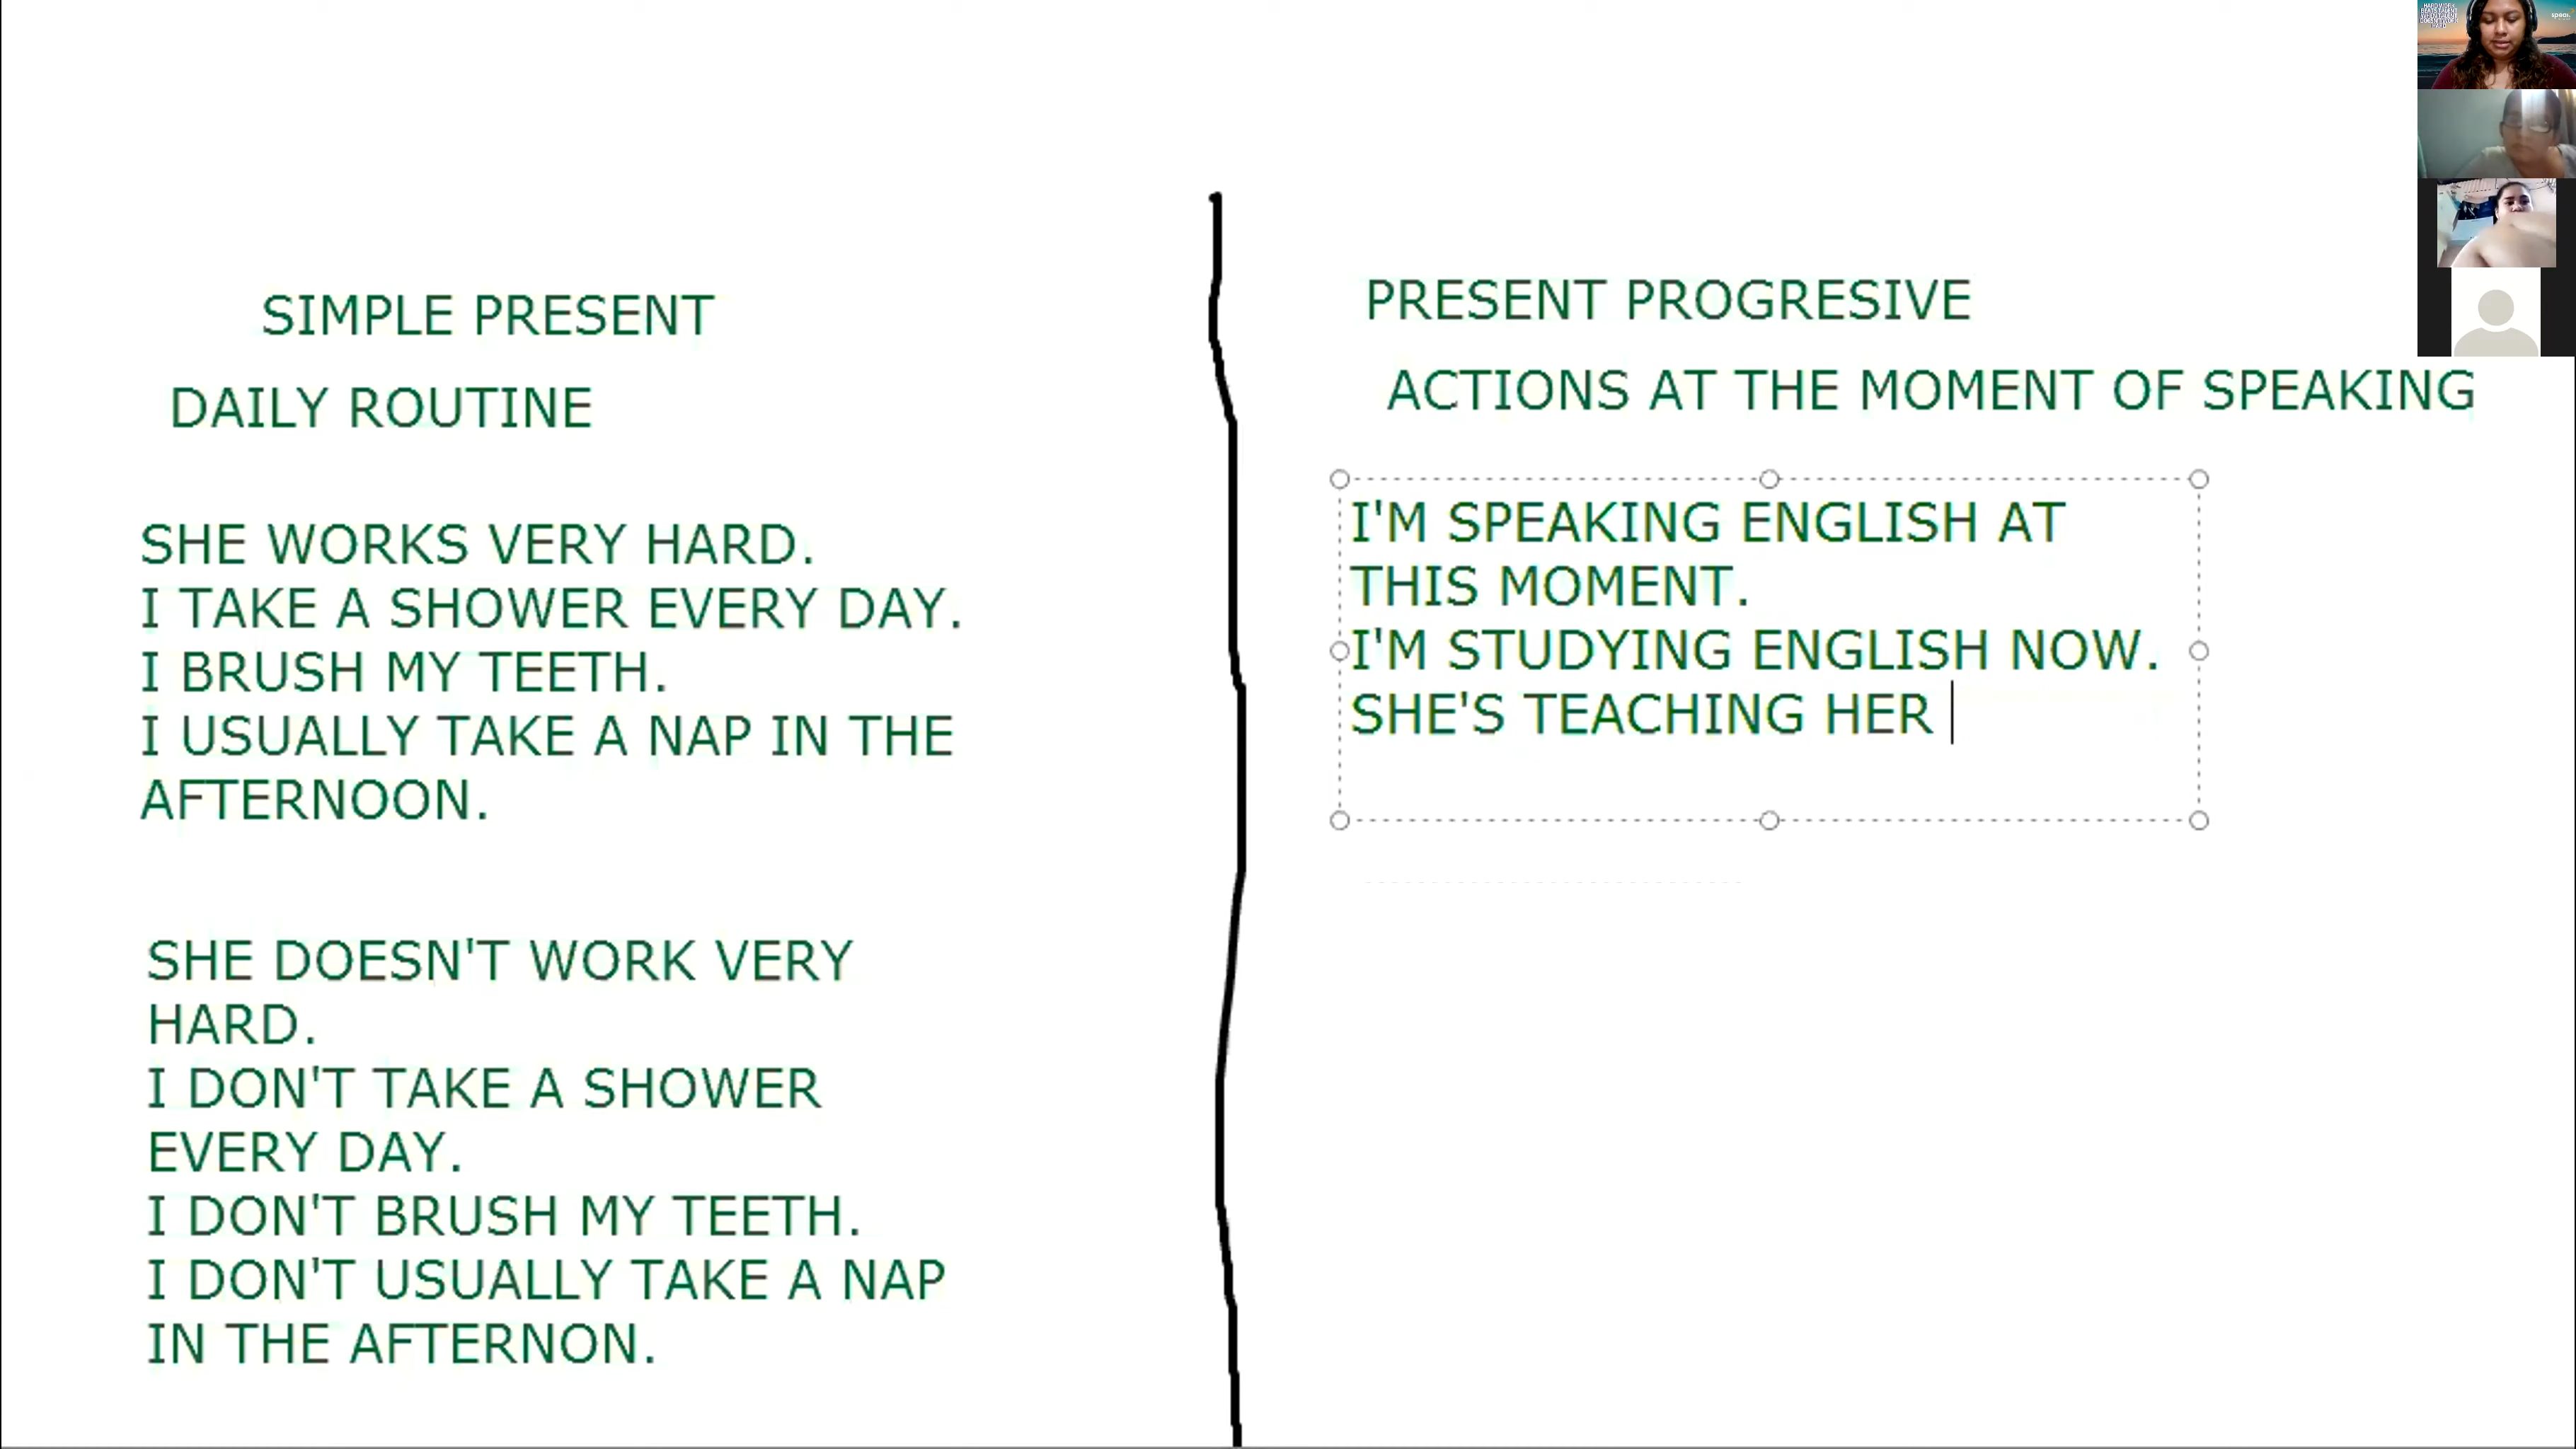 SIMPLE PRESENT
DAILY ROUTINE
SHE WORKS VERY HARD.
I TAKE A SHOWER EVERY DAY.
I BRUSH MY TEETH.
I USUALLY TAKE A NAP IN THE
AFTERNOON.
SHE DOESN'T WORK VERY
HARD.
I DON'T TAKE A SHOWER
EVERY DAY.
I DON'T BRUSH MY TEETH.
I DON'T USUALLY TAKE A NAP
IN THE AFTERNON.
PRESENT PROGRESIVE
ACTIONS AT THE MOMENT OF SPEAKING
I'M SPEAKING ENGLISH AT
THIS MOMENT.
I'M STUDYING ENGLISH NOW.
SHE'S TEACHING HER